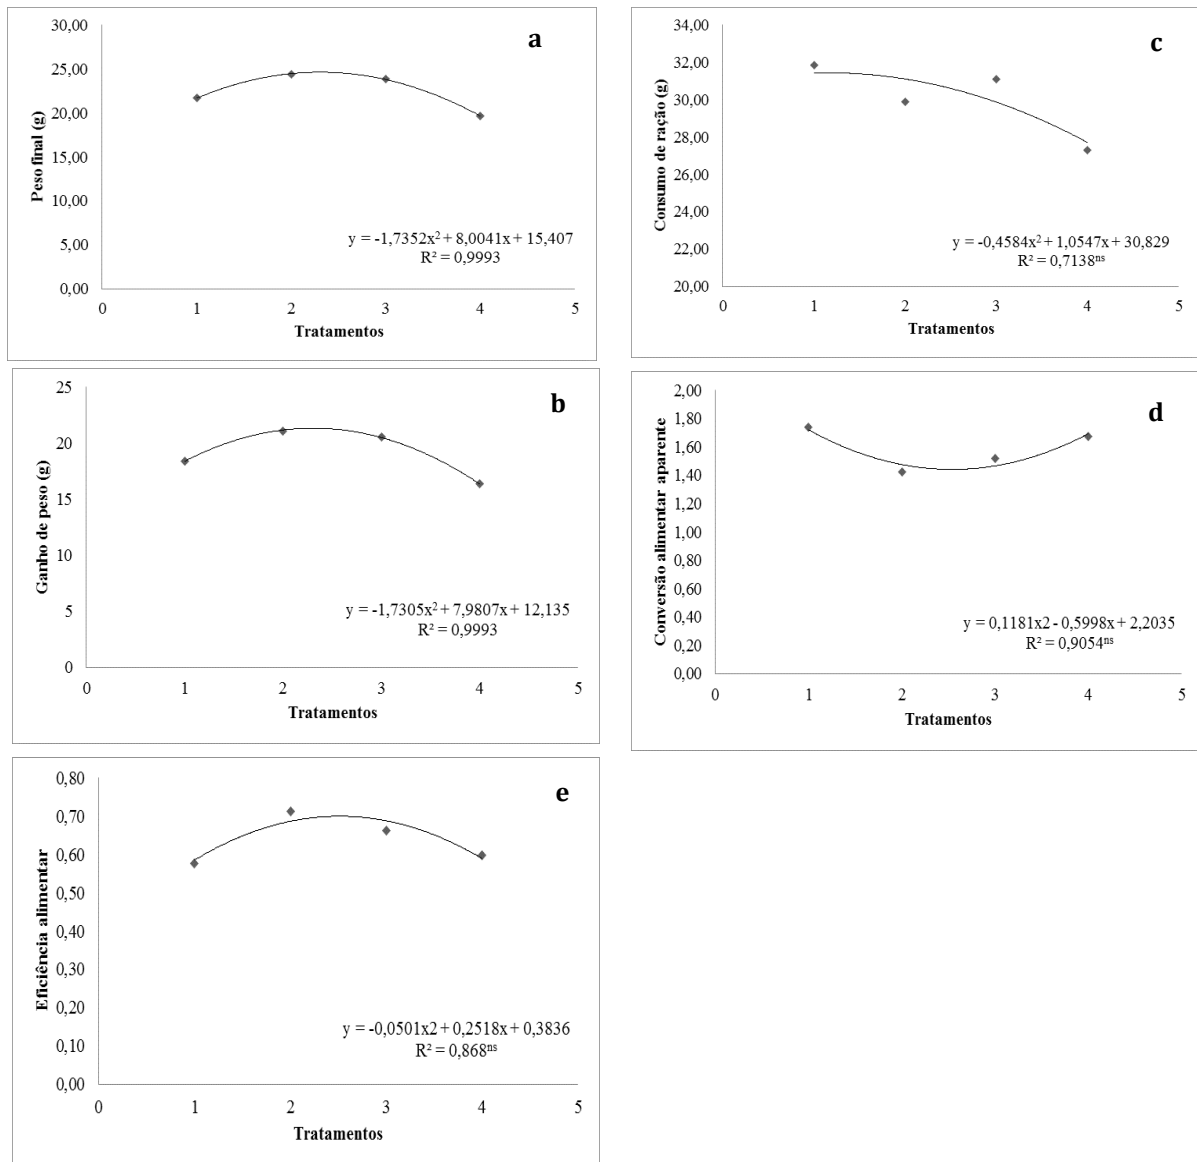 a
30,00
25,00
20,00
15,00
10,00
5,00
0,00
Peso final (g)
y = -1,7352x² + 8,0041x + 15,407
R² = 0,9993
0 1 2 3 4 5
Tratamentos
c
34,00
32,00
30,00
28,00
26,00
24,00
22,00
20,00
Consumo de ração (g)
y = -0,4584x² + 1,0547x + 30,829
R² = 0,7138ⁿˢ
0 1 2 3 4 5
Tratamentos
b
25
20
15
10
5
0
Ganho de peso (g)
y = -1,7305x² + 7,9807x + 12,135
R² = 0,9993
0 1 2 3 4 5
Tratamentos
d
2,00
1,80
1,60
1,40
1,20
1,00
0,80
0,60
0,40
0,20
0,00
Conversão alimentar aparente
y = 0,1181x2 - 0,5998x + 2,2035
R² = 0,9054ⁿˢ
0 1 2 3 4 5
Tratamentos
e
0,80
0,70
0,60
0,50
0,40
0,30
0,20
0,10
0,00
Eficiência alimentar
y = -0,0501x2 + 0,2518x + 0,3836
R² = 0,868ⁿˢ
0 1 2 3 4 5
Tratamentos